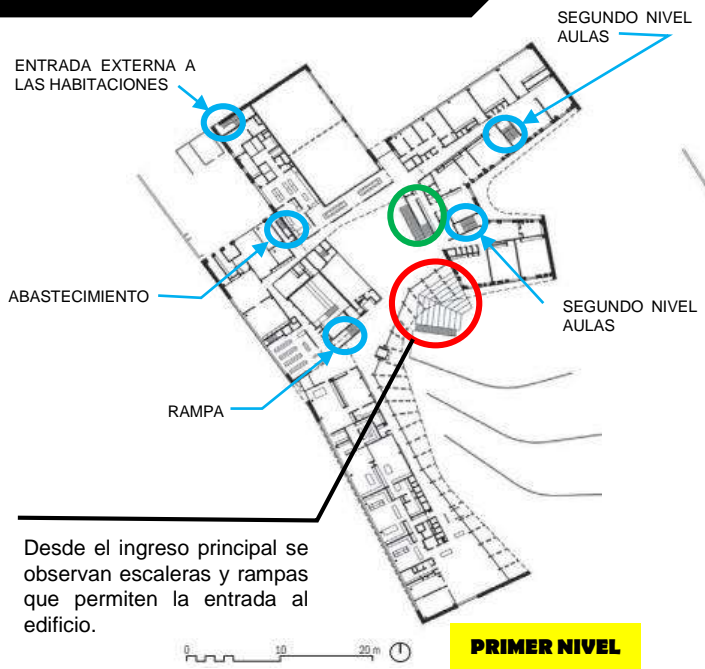 SEGUNDO NIVEL
AULAS
ENTRADA EXTERNA A
LAS HABITACIONES
ABASTECIMIENTO
SEGUNDO NIVEL
AULAS
RAMPA
Desde el ingreso principal se
observan escaleras y rampas
que permiten la entrada al
edificio.
0 10 20 m
PRIMER NIVEL